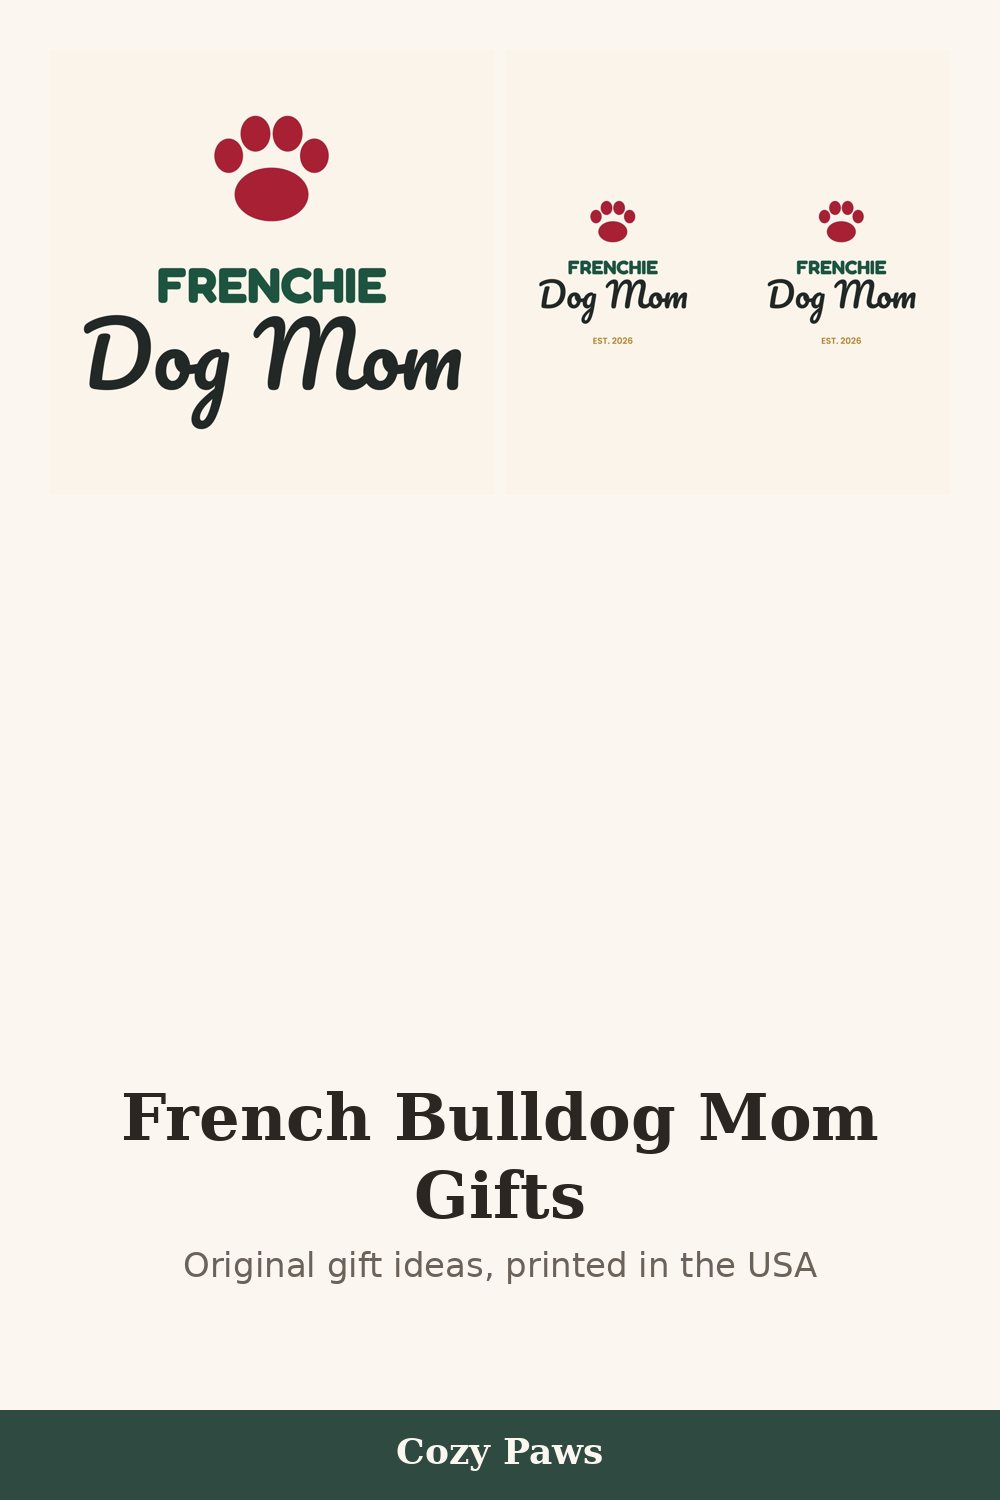 FRENCHIE
Dog Mom
FRENCHIE
Dog Mom
EST. 2026
FRENCHIE
Dog Mom
EST. 2026
French Bulldog Mom
Gifts
Original gift ideas, printed in the USA
Cozy Paws